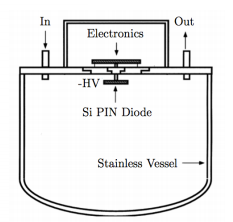 In
Out
Electronics
-HV
Si PIN Diode
Stainless Vessel